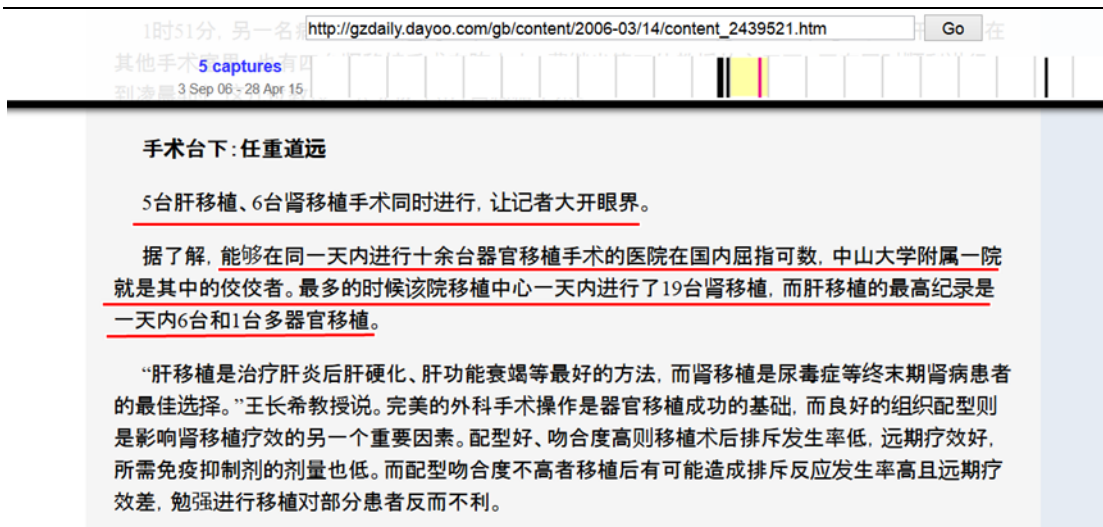 1时51分, 另一名
http://gzdaily.dayoo.com/gb/content/2006-03/14/content_2439521.htm
Go
在
其他手术
5 captures
3 Sep 06 - 28 Apr 15
到凌晨
手术台下:任重道远
5台肝移植、6台肾移植手术同时进行, 让记者大开眼界。
据了解, 能够在同一天内进行十余台器官移植手术的医院在国内屈指可数, 中山大学附属一院
就是其中的佼佼者。最多的时候该院移植中心一天内进行了19台肾移植, 而肝移植的最高纪录是
一天内6台和1台多器官移植。
“肝移植是治疗肝炎后肝硬化、肝功能衰竭等最好的方法, 而肾移植是尿毒症等终末期肾病患者
的最佳选择。”王长希教授说。完美的外科手术操作是器官移植成功的基础, 而良好的组织配型则
是影响肾移植疗效的另一个重要因素。配型好、吻合度高则移植术后排斥发生率低, 远期疗效好,
所需免疫抑制剂的剂量也低。而配型吻合度不高者移植后有可能造成排斥反应发生率高且远期疗
效差, 勉强进行移植对部分患者反而不利。